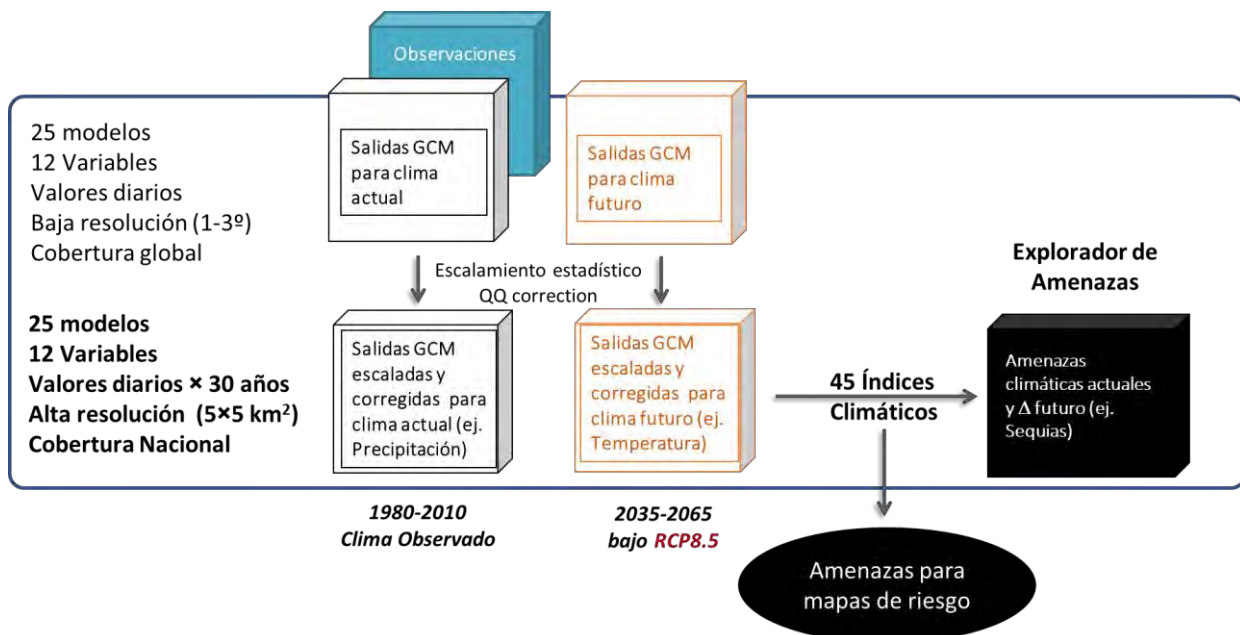 Observaciones
25 modelos
12 Variables
Valores diarios
Baja resolución (1-3º)
Cobertura global
Salidas GCM
para clima
actual
Salidas GCM
para clima
futuro
Escalamiento estadístico
QQ correction
25 modelos
12 Variables
Valores diarios × 30 años
Alta resolución (5×5 km²)
Cobertura Nacional
Salidas GCM
escaladas y
corregidas para
clima actual (ej.
Precipitación)
Salidas GCM
escaladas y
corregidas para
clima futuro (ej.
Temperatura)
45 Índices
Climáticos
Explorador de
Amenazas
Amenazas
climáticas actuales
y Δ futuro (ej.
Sequias)
1980-2010
Clima Observado
2035-2065
bajo RCP8.5
Amenazas para
mapas de riesgo